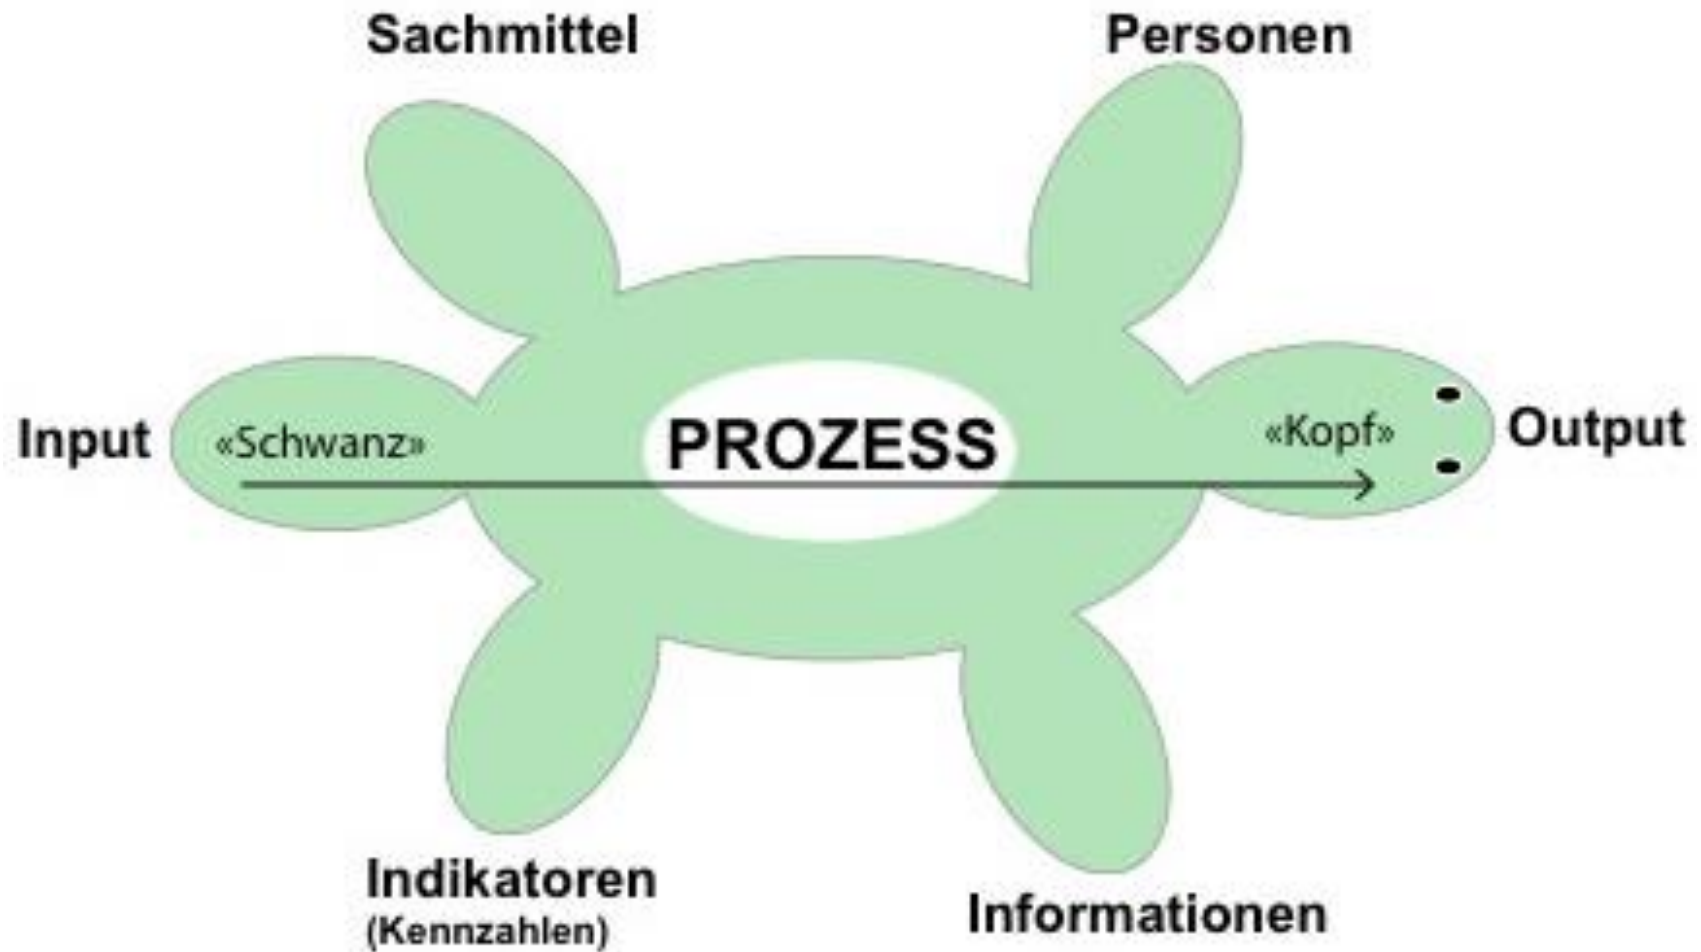 Sachmittel
Personen
Input
«Schwanz»
PROZESS
«Kopf»
Output
Indikatoren
(Kennzahlen)
Informationen